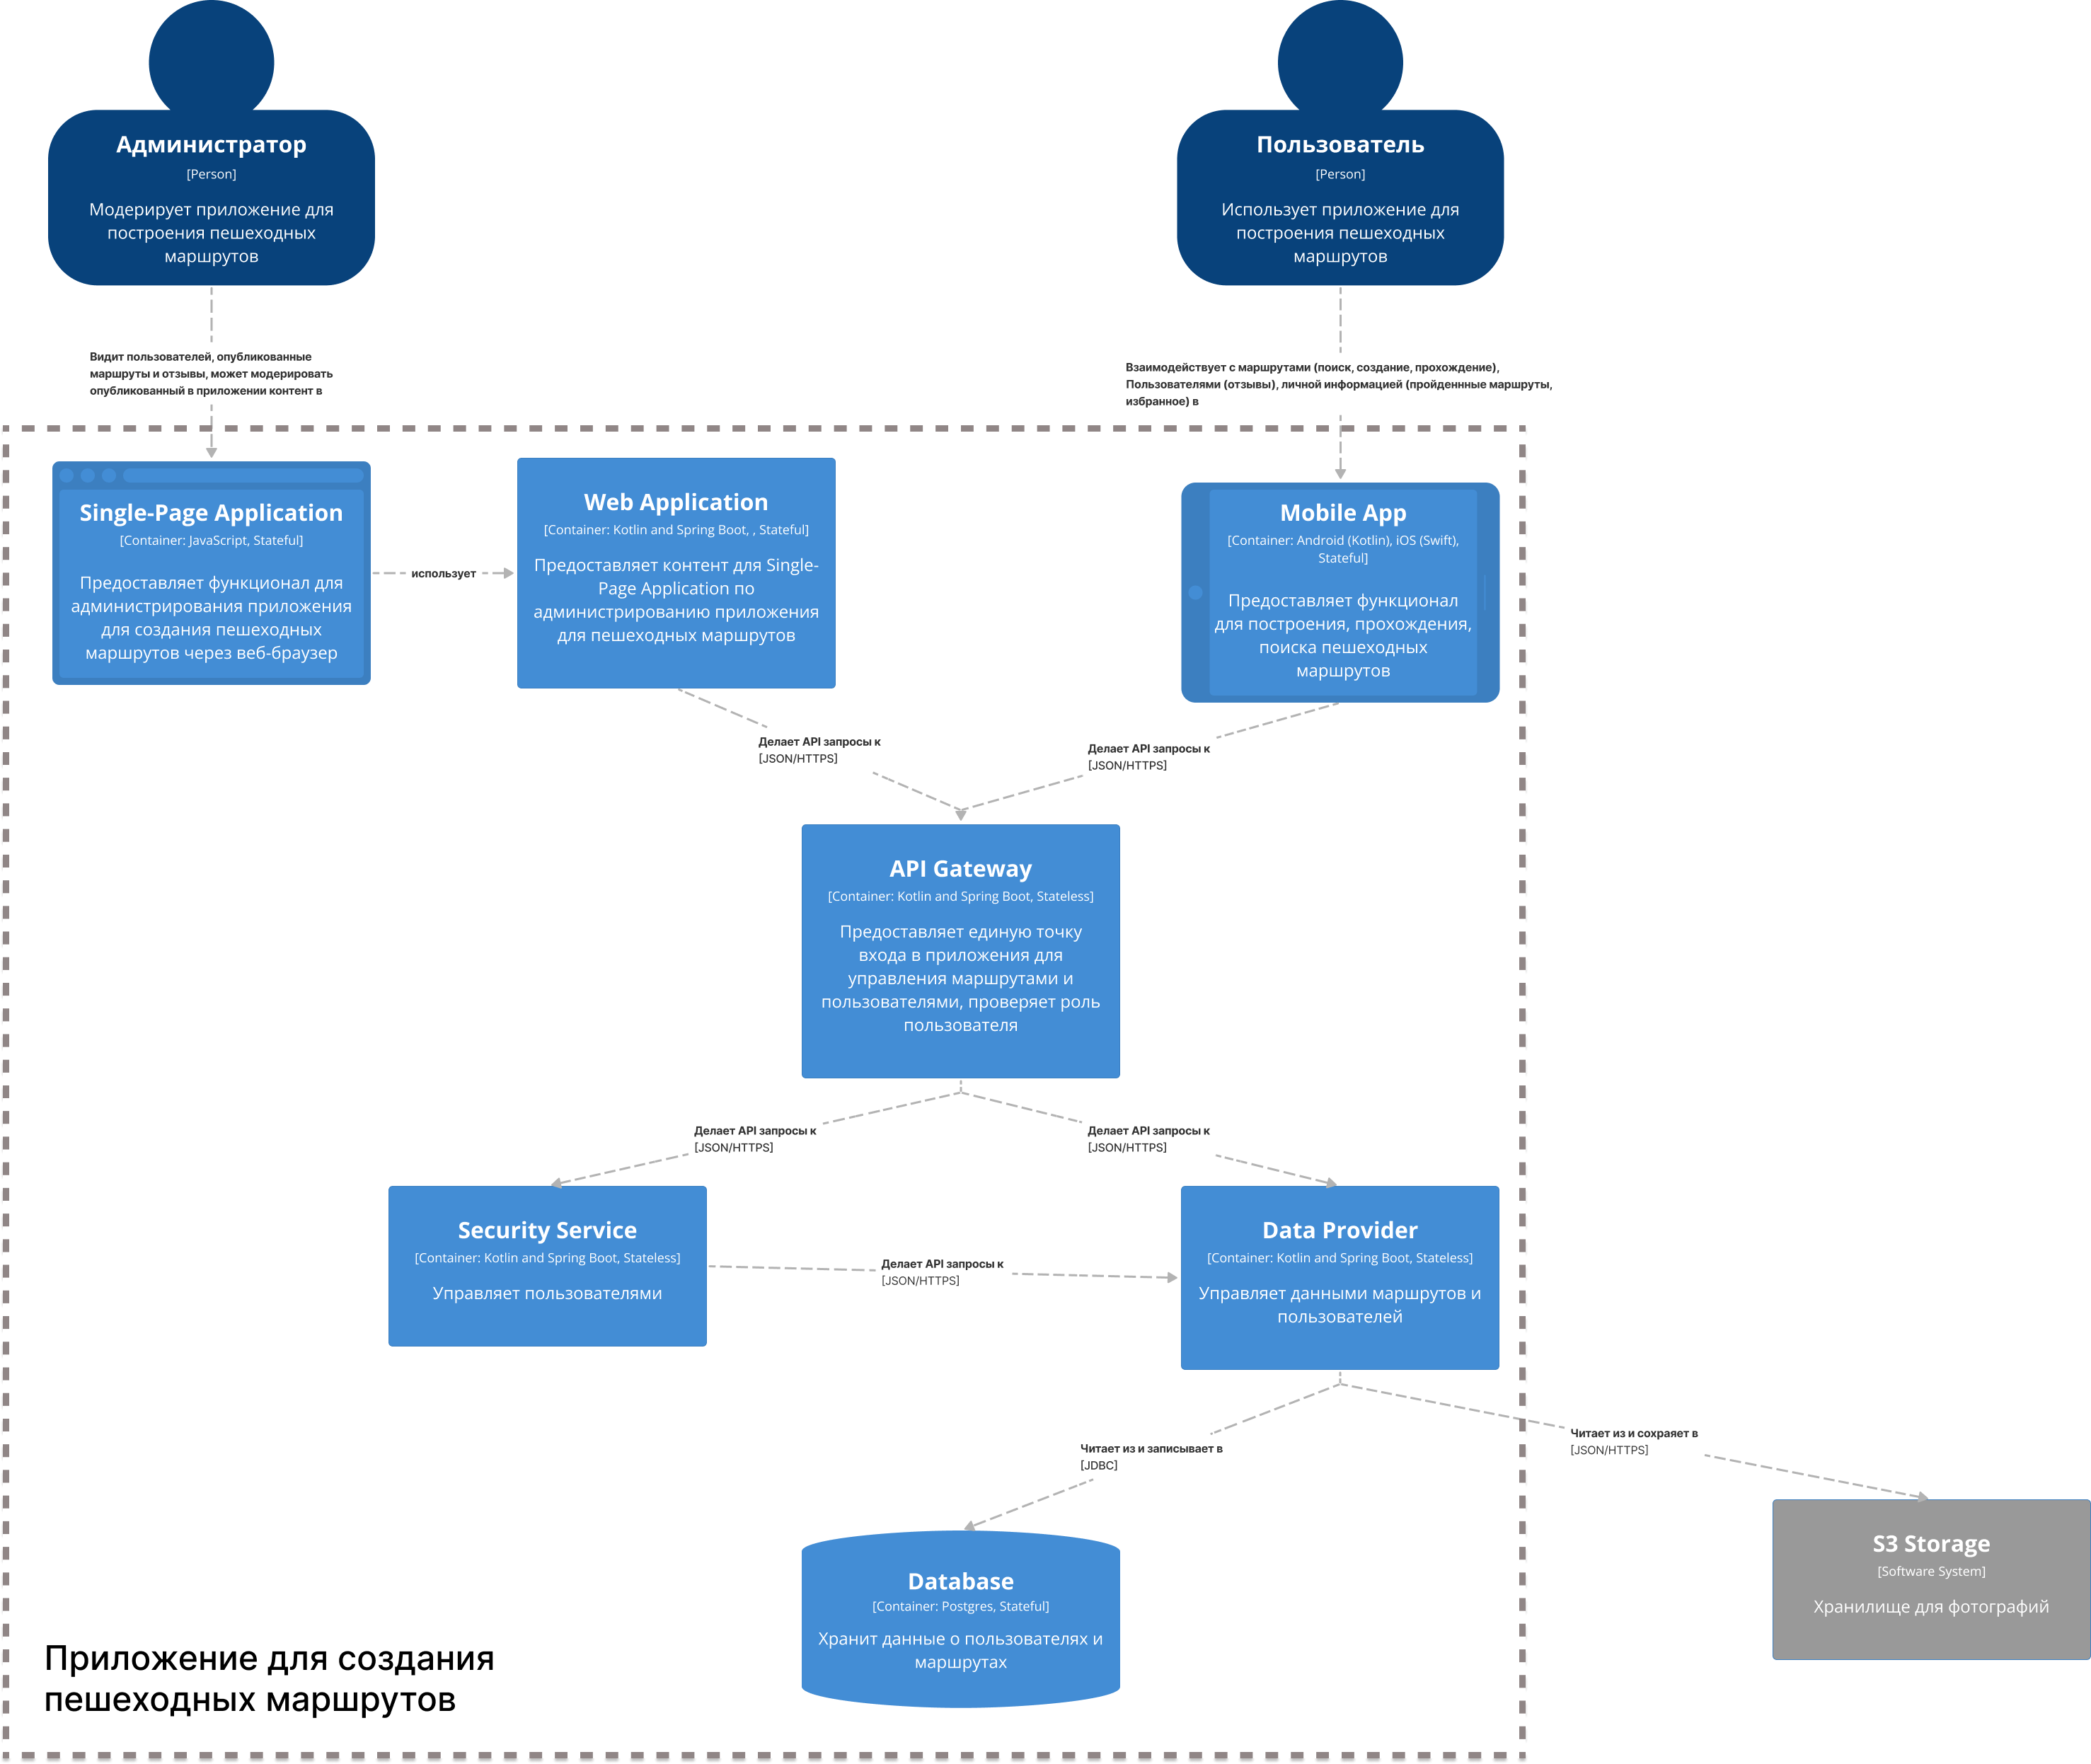 Администратор
[Person]
Модерирует приложение для
построения пешеходных
маршрутов
Пользователь
[Person]
Использует приложение для
построения пешеходных
маршрутов
Видит пользователей, опубликованные
маршруты и отзывы, может модерировать
опубликованный в приложении контент в
Взаимодействует с маршрутами (поиск, создание, прохождение),
Пользователями (отзывы), личной информацией (пройденнные маршруты,
избранное) в
Single-Page Application
[Container: JavaScript, Stateful]
Предоставляет функционал для
администрирования приложения
для создания пешеходных
маршрутов через веб-браузер
использует
Web Application
[Container: Kotlin and Spring Boot, , Stateful]
Предоставляет контент для Single-
Page Application по
администрированию приложения
для пешеходных маршрутов
Mobile App
[Container: Android (Kotlin), iOS (Swift),
Stateful]
Предоставляет функционал
для построения, прохождения,
поиска пешеходных
маршрутов
Делает API запросы к
[JSON/HTTPS]
Делает API запросы к
[JSON/HTTPS]
API Gateway
[Container: Kotlin and Spring Boot, Stateless]
Предоставляет единую точку
входа в приложения для
управления маршрутами и
пользователями, проверяет роль
пользователя
Делает API запросы к
[JSON/HTTPS]
Делает API запросы к
[JSON/HTTPS]
Security Service
[Container: Kotlin and Spring Boot, Stateless]
Управляет пользователями
Делает API запросы к
[JSON/HTTPS]
Data Provider
[Container: Kotlin and Spring Boot, Stateless]
Управляет данными маршрутов и
пользователей
Читает из и записывает в
[JDBC]
Читает из и сохраяет в
[JSON/HTTPS]
Database
[Container: Postgres, Stateful]
Хранит данные о пользователях и
маршрутах
S3 Storage
[Software System]
Хранилище для фотографий
Приложение для создания
пешеходных маршрутов